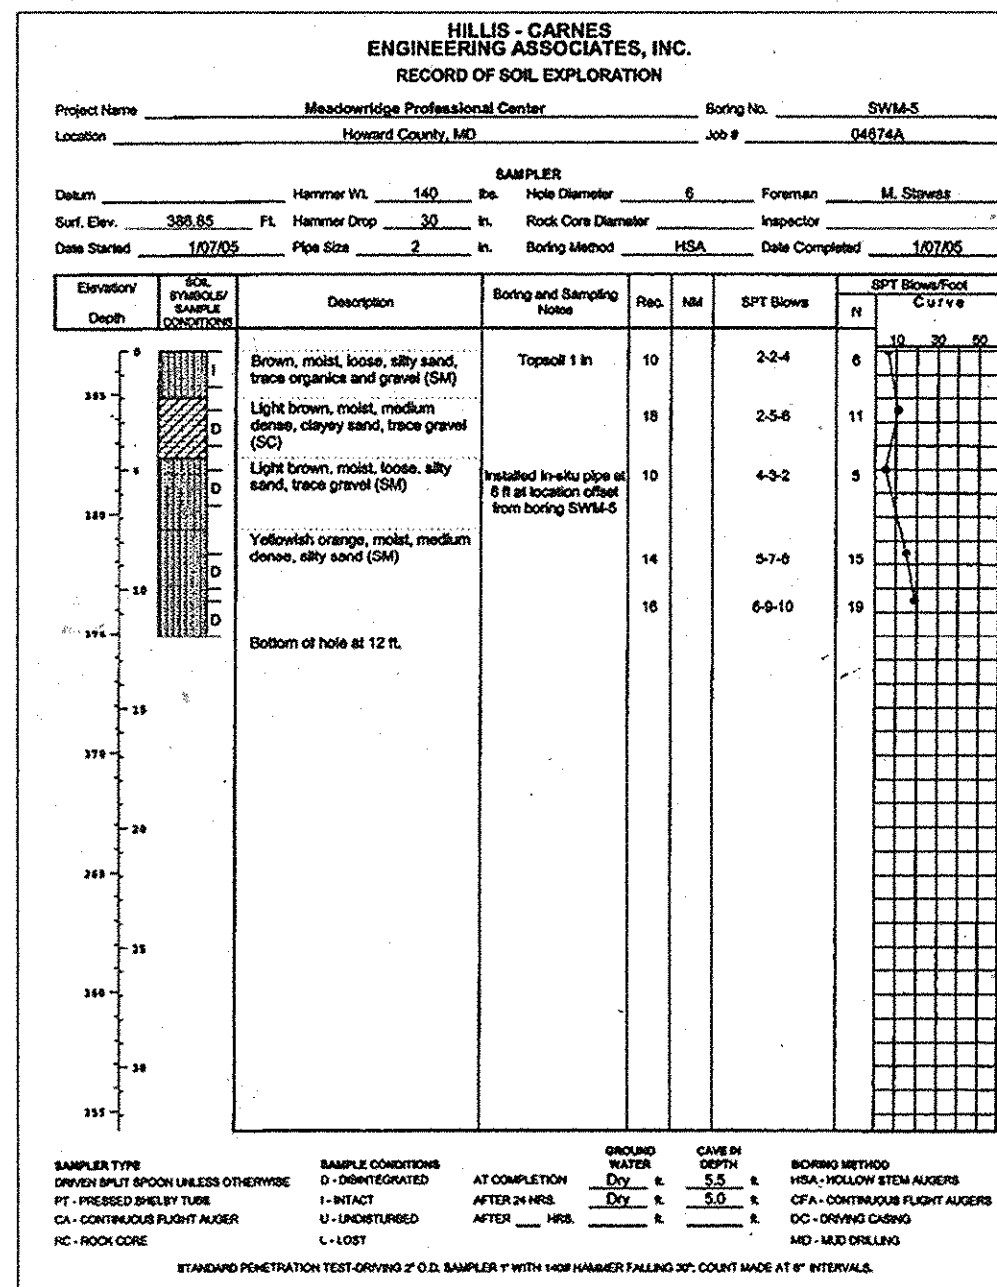 HILLIS - CARNES
ENGINEERING ASSOCIATES, INC.
RECORD OF SOIL EXPLORATION
Project Name Meadowridge Professional Center Boring No. SWM-5
Location Howard County, MD Job # 04674A
SAMPLER
Datum Hammer Wt. 140 lbs. Hole Diameter 6 Foreman M. Stawas
Surf. Elev. 386.85 Ft. Hammer Drop 30 in. Rock Core Diameter Inspector
Date Started 1/07/05 Pipe Size 2 in. Boring Method HSA Date Completed 1/07/05
Elevation/ Depth
SOIL SYMBOLS/ SAMPLE CONDITIONS
Description
Boring and Sampling Notes
Rec.
NM
SPT Blows
SPT Blows/Foot
N
Curve
10 30 50
0
I
Brown, moist, loose, silty sand, Topsoil 1 in 10 2-2-4 6
trace organics and gravel (SM)
Light brown, moist, medium
D
dense, clayey sand, trace gravel 18 2-5-6 11
(SC)
5
D
Light brown, moist, loose, silty
sand, trace gravel (SM) 10 4-3-2 5
Installed in-situ pipe at
6 ft at location offset
from boring SWM-5
Yellowish orange, moist, medium
dense, silty sand (SM) 14 15
D
10
D
16 6-9-10 19
Bottom of hole at 12 ft.
15
20
30
SAMPLER TYPE
DRIVEN SPLIT SPOON UNLESS OTHERWISE
PT - PRESSED SHELBY TUBE
CA - CONTINUOUS FLIGHT AUGER
RC - ROCK CORE
SAMPLE CONDITIONS
D - DISINTEGRATED
I - INTACT
U - UNDISTURBED
L - LOST
GROUND WATER
CAVE IN DEPTH
AT COMPLETION Dry ft. 5.5 ft.
AFTER 24 HRS. Dry ft. 5.0 ft.
AFTER HRS. ft. ft.
BORING METHOD
HSA - HOLLOW STEM AUGERS
CFA - CONTINUOUS FLIGHT AUGERS
DC - DRIVING CASING
MD - MUD DRILLING
STANDARD PENETRATION TEST-DRIVING 2" O.D. SAMPLER 1' WITH 140# HAMMER FALLING 30"; COUNT MADE AT 6" INTERVALS.